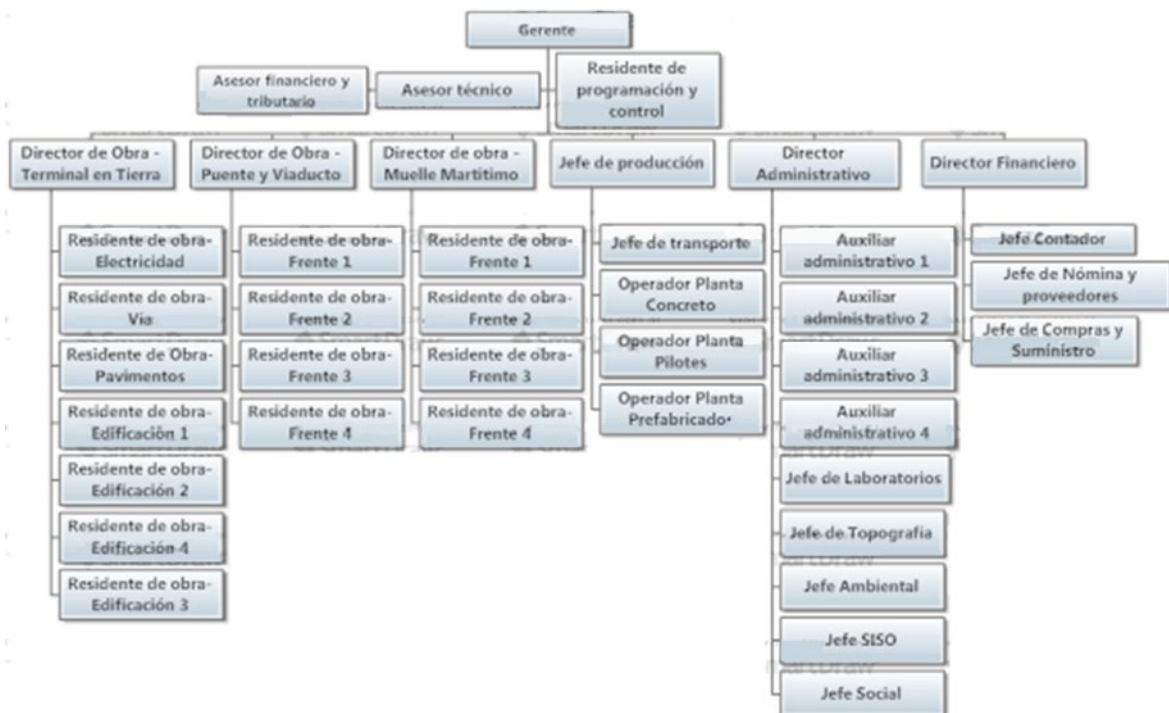 Gerente
Asesor financiero y
tributario
Asesor técnico
Residente de
programación y
control
Director de Obra -
Terminal en Tierra
Director de Obra -
Puente y Viaducto
Director de obra -
Muelle Martitimo
Jefe de producción
Director
Administrativo
Director Financiero
Residente de obra-
Electricidad
Residente de obra-
Via
Residente de Obra-
Pavimentos
Residente de obra-
Edificación 1
Residente de obra-
Edificación 2
Residente de obra-
Edificación 4
Residente de obra-
Edificación 3
Residente de obra-
Frente 1
Residente de obra-
Frente 2
Residente de obra-
Frente 3
Residente de obra-
Frente 4
Residente de obra-
Frente 1
Residente de obra-
Frente 2
Residente de obra-
Frente 3
Residente de obra-
Frente 4
Jefe de transporte
Operador Planta
Concreto
Operador Planta
Pilotes
Operador Planta
Prefabricado
Auxiliar
administrativo 1
Auxiliar
administrativo 2
Auxiliar
administrativo 3
Auxiliar
administrativo 4
Jefe de Laboratorios
Jefe de Topografía
Jefe Ambiental
Jefe SISO
Jefe Social
Jefe Contador
Jefe de Nómina y
proveedores
Jefe de Compras y
Suminístro